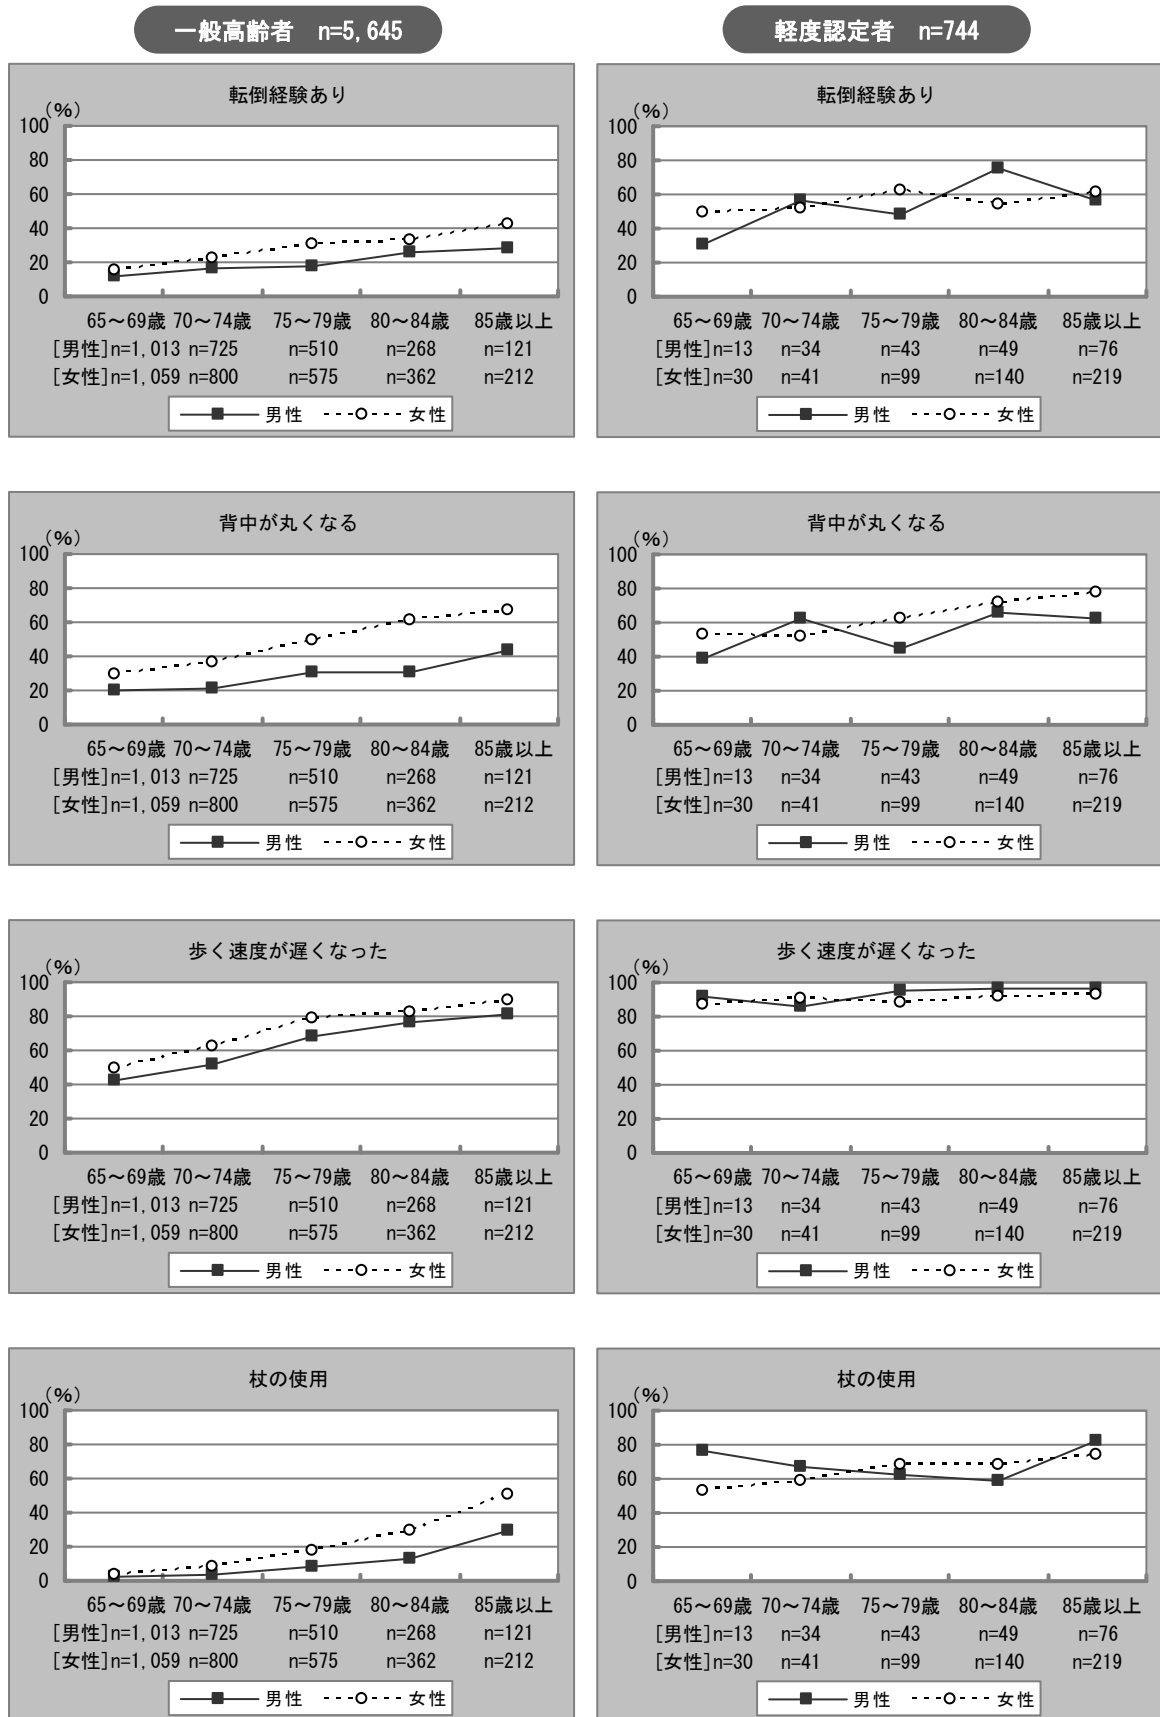 一般高齢者 n=5,645
転倒経験あり
(%)
100
80
60
40
20
0
65～69歳 70～74歳 75～79歳 80～84歳 85歳以上
[男性]n=1,013 n=725 n=510 n=268 n=121
[女性]n=1,059 n=800 n=575 n=362 n=212
男性 女性
背中が丸くなる
(%)
100
80
60
40
20
0
65～69歳 70～74歳 75～79歳 80～84歳 85歳以上
[男性]n=1,013 n=725 n=510 n=268 n=121
[女性]n=1,059 n=800 n=575 n=362 n=212
男性 女性
歩く速度が遅くなった
(%)
100
80
60
40
20
0
65～69歳 70～74歳 75～79歳 80～84歳 85歳以上
[男性]n=1,013 n=725 n=510 n=268 n=121
[女性]n=1,059 n=800 n=575 n=362 n=212
男性 女性
杖の使用
(%)
100
80
60
40
20
0
65～69歳 70～74歳 75～79歳 80～84歳 85歳以上
[男性]n=1,013 n=725 n=510 n=268 n=121
[女性]n=1,059 n=800 n=575 n=362 n=212
男性 女性
軽度認定者 n=744
転倒経験あり
(%)
100
80
60
40
20
0
65～69歳 70～74歳 75～79歳 80～84歳 85歳以上
[男性]n=13 n=34 n=43 n=49 n=76
[女性]n=30 n=41 n=99 n=140 n=219
男性 女性
背中が丸くなる
(%)
100
80
60
40
20
0
65～69歳 70～74歳 75～79歳 80～84歳 85歳以上
[男性]n=13 n=34 n=43 n=49 n=76
[女性]n=30 n=41 n=99 n=140 n=219
男性 女性
歩く速度が遅くなった
(%)
100
80
60
40
20
0
65～69歳 70～74歳 75～79歳 80～84歳 85歳以上
[男性]n=13 n=34 n=43 n=49 n=76
[女性]n=30 n=41 n=99 n=140 n=219
男性 女性
杖の使用
(%)
100
80
60
40
20
0
65～69歳 70～74歳 75～79歳 80～84歳 85歳以上
[男性]n=13 n=34 n=43 n=49 n=76
[女性]n=30 n=41 n=99 n=140 n=219
男性 女性